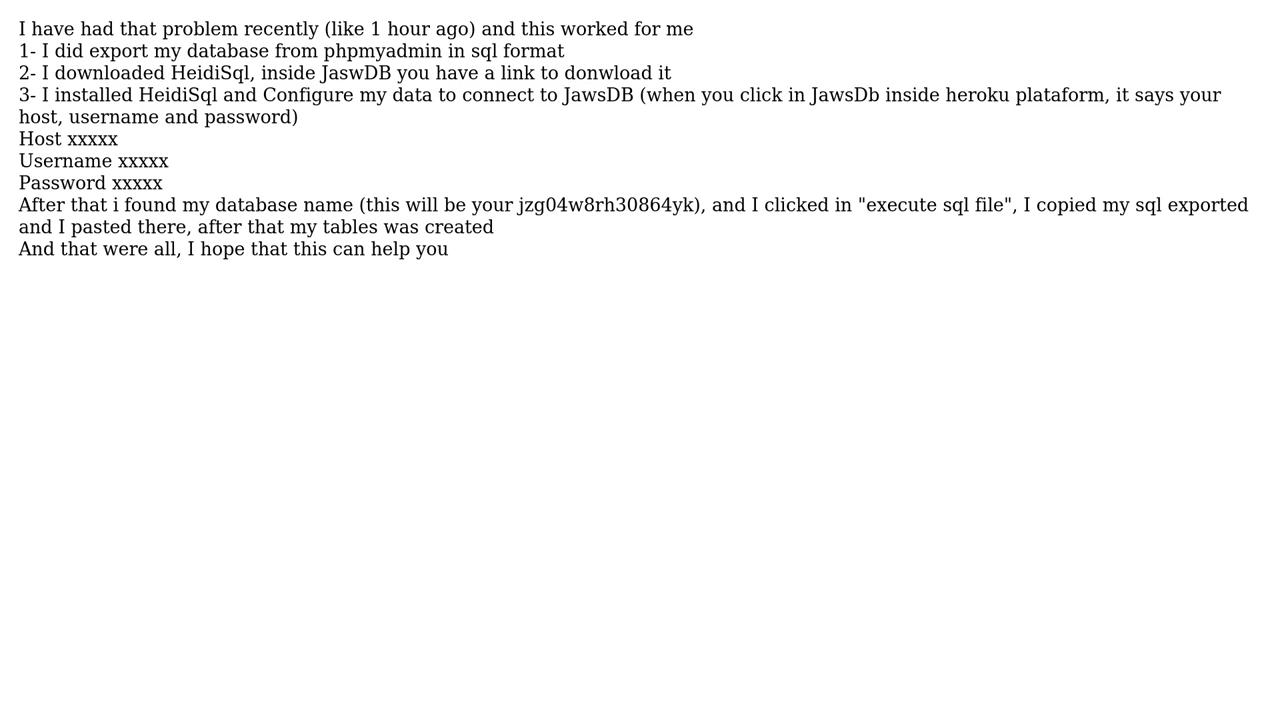 I have had that problem recently (like 1 hour ago) and this worked for me
1- I did export my database from phpmyadmin in sql format
2- I downloaded HeidiSql, inside JaswDB you have a link to donwload it
3- I installed HeidiSql and Configure my data to connect to JawsDB (when you click in JawsDb inside heroku plataform, it says your
host, username and password)
Host xxxxx
Username xxxxx
Password xxxxx
After that i found my database name (this will be your jzg04w8rh30864yk), and I clicked in "execute sql file", I copied my sql exported
and I pasted there, after that my tables was created
And that were all, I hope that this can help you